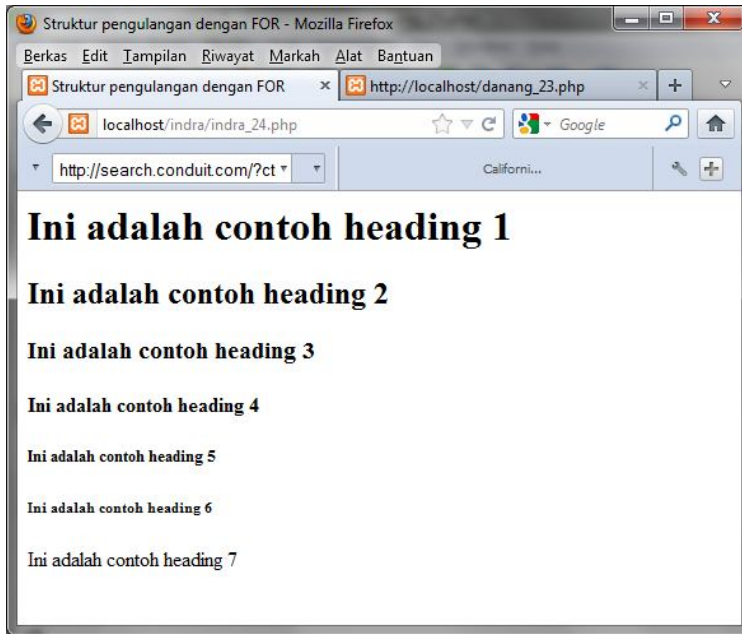 Struktur pengulangan dengan FOR - Mozilla Firefox
Berkas Edit Tampilan Riwayat Markah Alat Bantuan
Struktur pengulangan dengan FOR × http://localhost/danang_23.php × +
localhost/indra/indra_24.php Google
http://search.conduit.com/?ct Californi...
Ini adalah contoh heading 1
Ini adalah contoh heading 2
Ini adalah contoh heading 3
Ini adalah contoh heading 4
Ini adalah contoh heading 5
Ini adalah contoh heading 6
Ini adalah contoh heading 7